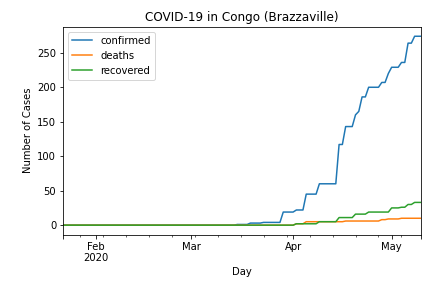 COVID-19 in Congo (Brazzaville)
confirmed
deaths
recovered
Number of Cases
250
200
150
100
50
0
Feb
2020
Mar
Apr
May
Day